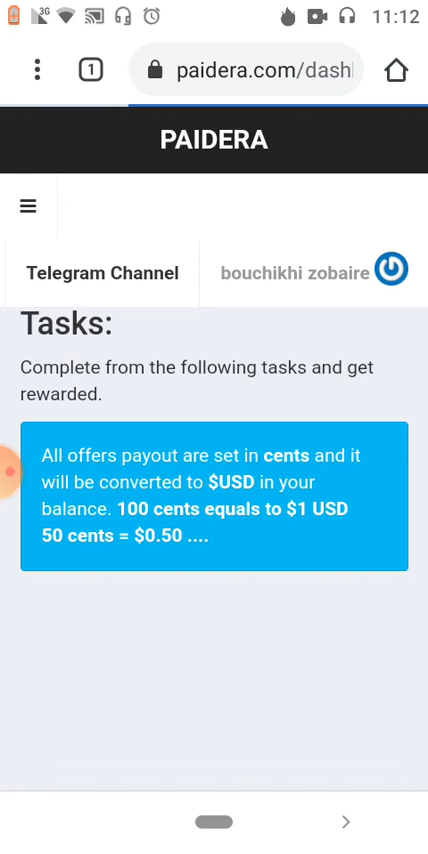 3G
11:12
1
paidera.com/dash
PAIDERA
Telegram Channel
bouchikhi zobaire
Tasks:
Complete from the following tasks and get
rewarded.
All offers payout are set in cents and it
will be converted to $USD in your
balance. 100 cents equals to $1 USD
50 cents = $0.50 ....